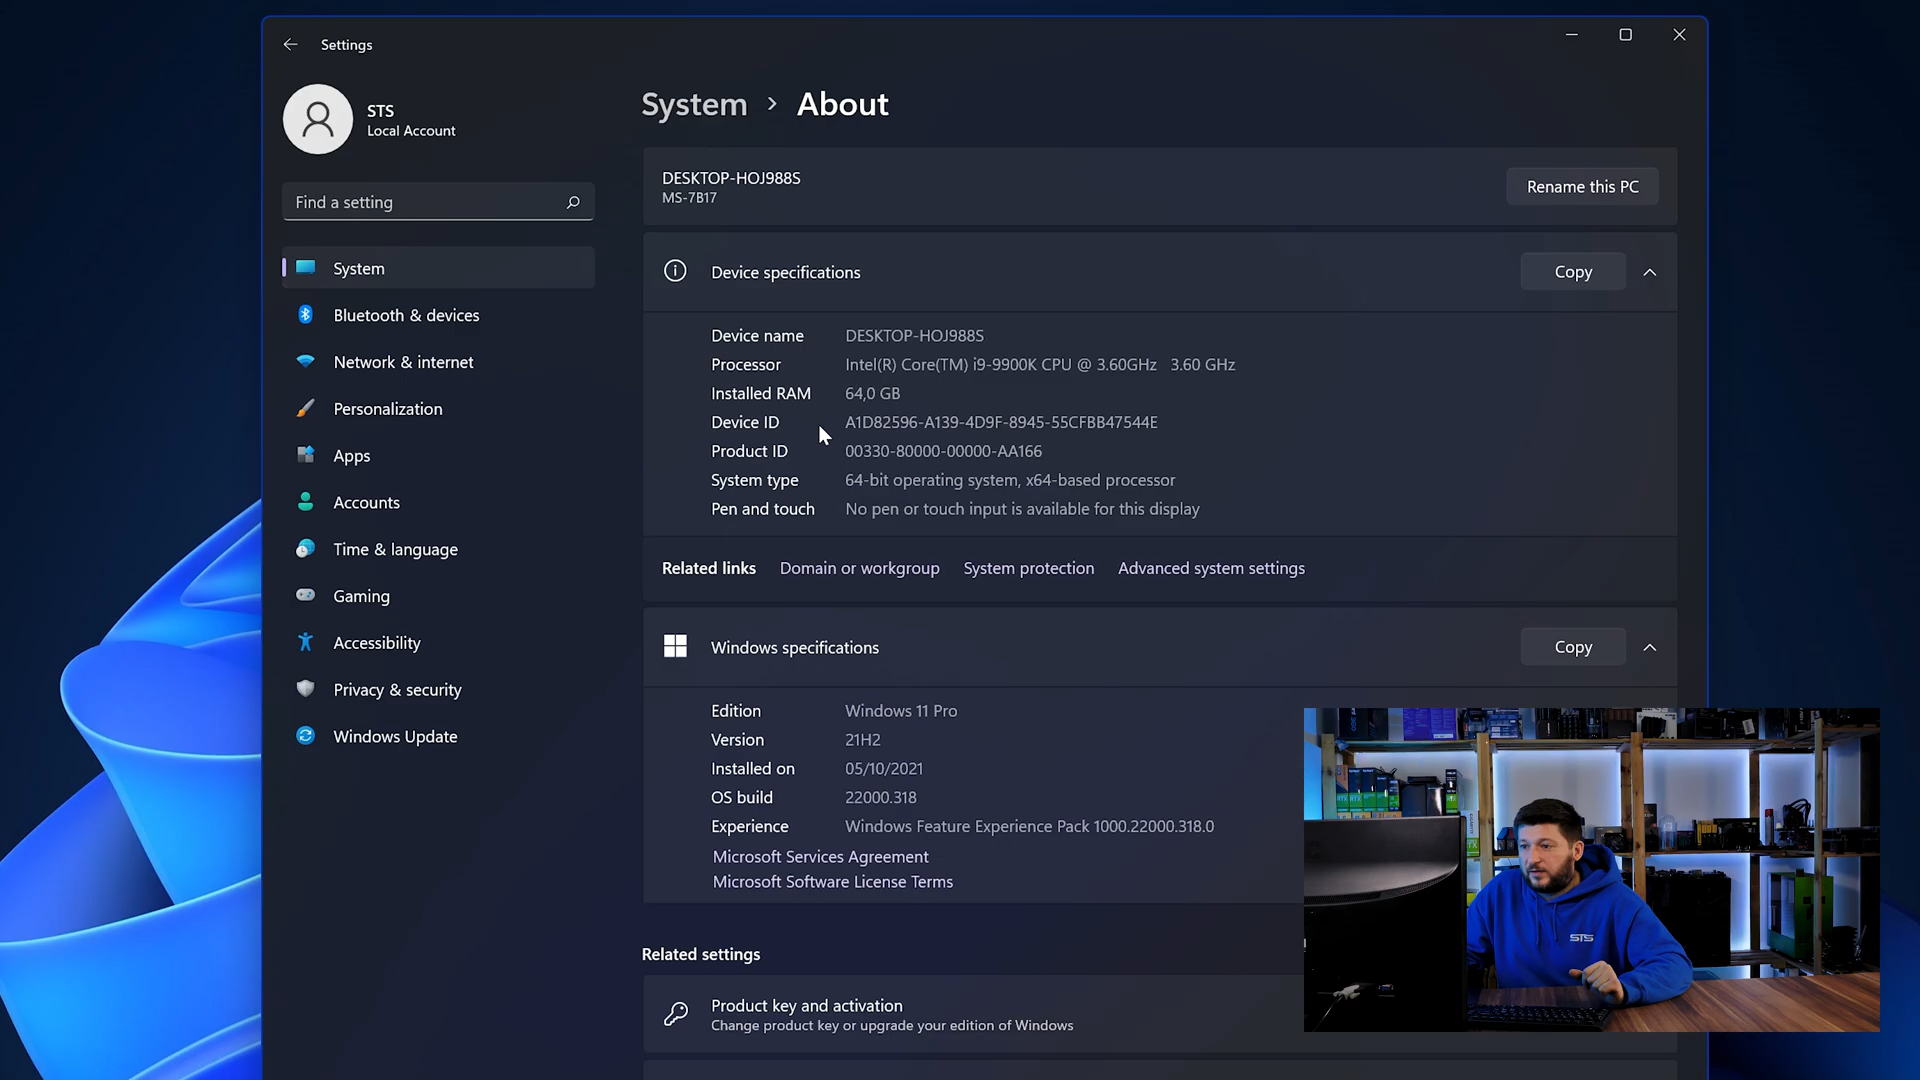 Settings
STS
Local Account
Find a setting
System
Bluetooth & devices
Network & internet
Personalization
Apps
Accounts
Time & language
Gaming
Accessibility
Privacy & security
Windows Update
System > About
DESKTOP-HOJ988S
MS-7B17
Rename this PC
Device specifications
Copy
Device name DESKTOP-HOJ988S
Processor Intel(R) Core(TM) i9-9900K CPU @ 3.60GHz 3.60 GHz
Installed RAM 64,0 GB
Device ID A1D82596-A139-4D9F-8945-55CFBB47544E
Product ID 00330-80000-00000-AA166
System type 64-bit operating system, x64-based processor
Pen and touch No pen or touch input is available for this display
Related links Domain or workgroup System protection Advanced system settings
Windows specifications
Copy
Edition Windows 11 Pro
Version 21H2
Installed on 05/10/2021
OS build 22000.318
Experience Windows Feature Experience Pack 1000.22000.318.0
Microsoft Services Agreement
Microsoft Software License Terms
Related settings
Product key and activation
Change product key or upgrade your edition of Windows
STS